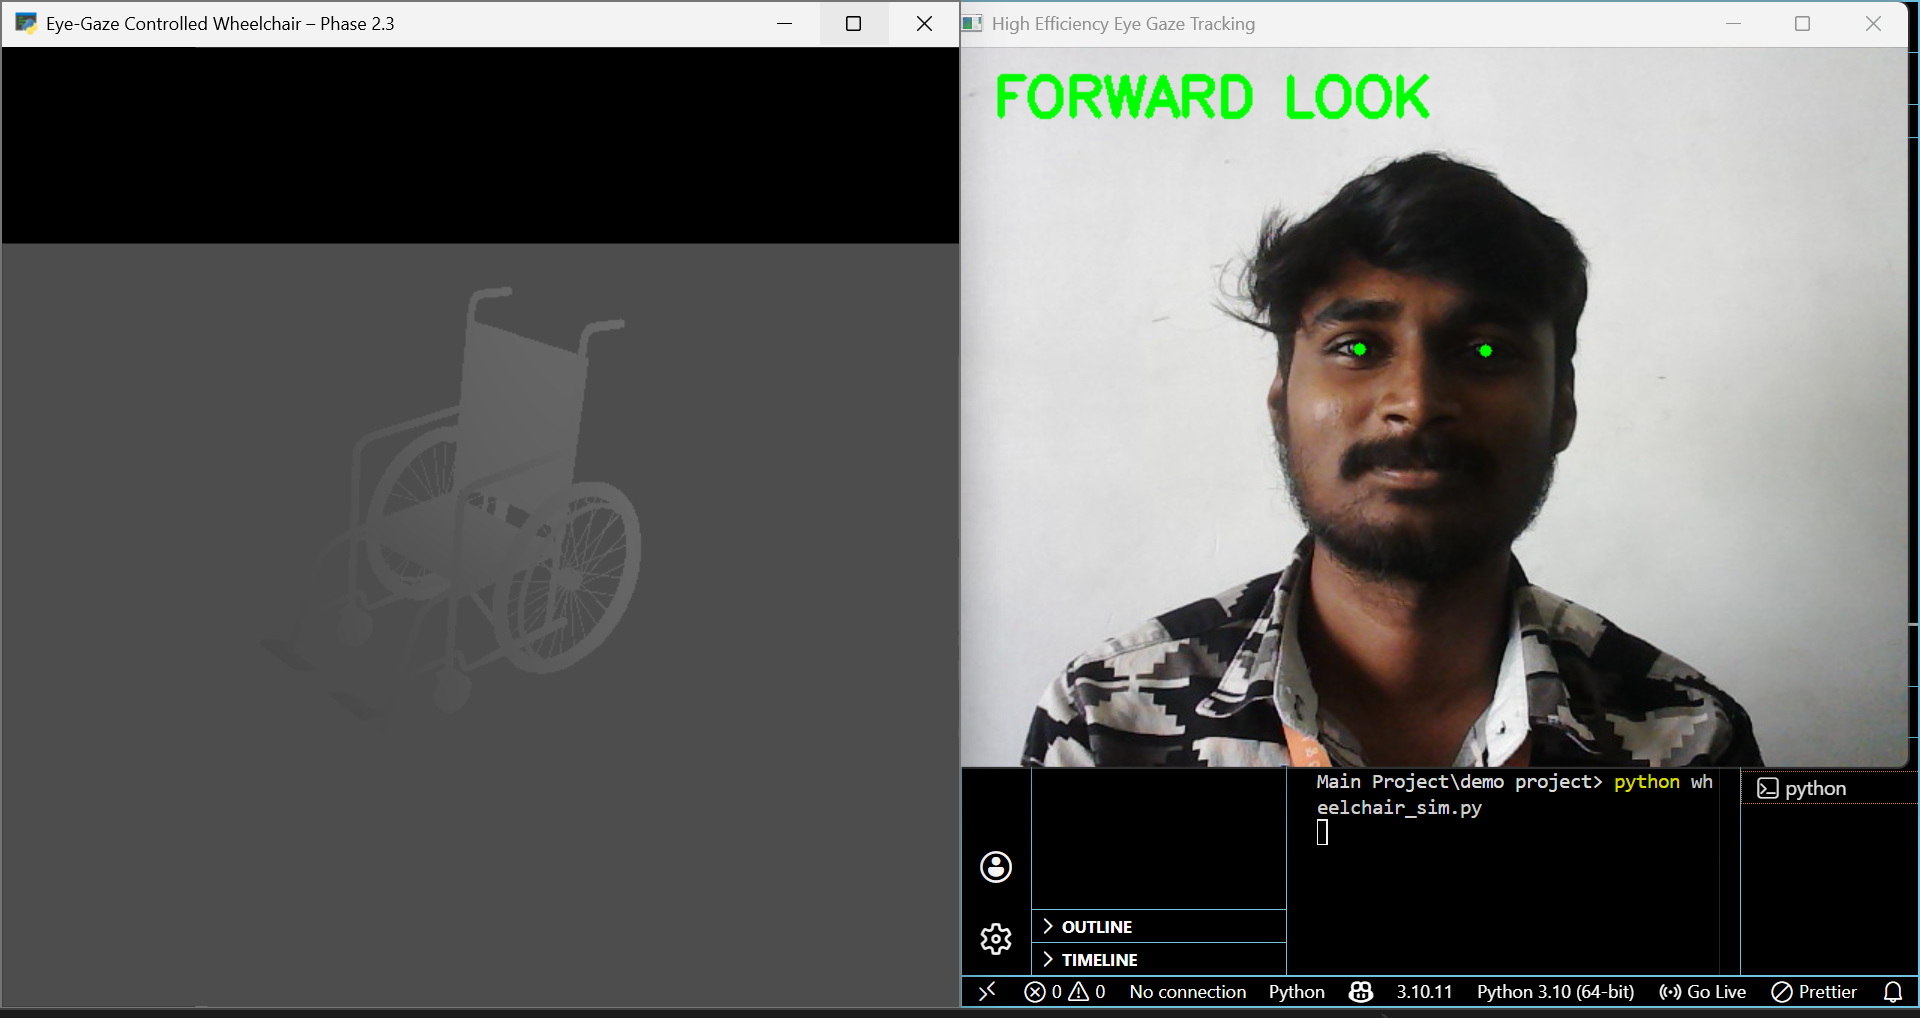 Eye-Gaze Controlled Wheelchair – Phase 2.3
High Efficiency Eye Gaze Tracking
FORWARD LOOK
Main Project\demo project> python wh
eelchair_sim.py
python
OUTLINE
TIMELINE
0 0 No connection Python 3.10.11 Python 3.10 (64-bit) Go Live Prettier